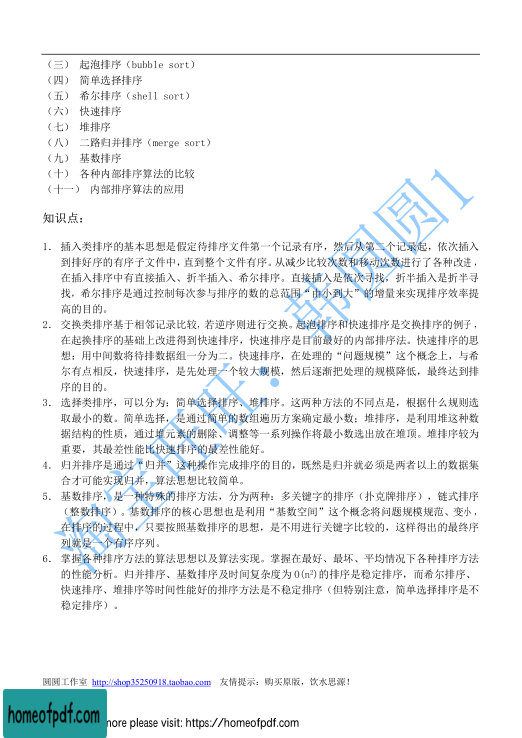 （三） 起泡排序（bubble sort）
（四） 简单选择排序
（五） 希尔排序（shell sort）
（六） 快速排序
（七） 堆排序
（八） 二路归并排序（merge sort）
（九） 基数排序
（十） 各种内部排序算法的比较
（十一） 内部排序算法的应用
知识点：
1. 插入类排序的基本思想是假定待排序文件第一个记录有序，然后从第二个记录起，依次插入
到排好序的有序子文件中，直到整个文件有序。从减少比较次数和移动次数进行了各种改进，
在插入排序中有直接插入、折半插入、希尔排序。直接插入是依次寻找，折半插入是折半寻
找，希尔排序是通过控制每次参与排序的数的总范围“由小到大”的增量来实现排序效率提
高的目的。
2. 交换类排序基于相邻记录比较，若逆序则进行交换。起泡排序和快速排序是交换排序的例子，
在起换排序的基础上改进得到快速排序，快速排序是目前最好的内部排序法。快速排序的思
想：用中间数将待排数据组一分为二。快速排序，在处理的“问题规模”这个概念上，与希
尔有点相反，快速排序，是先处理一个较大规模，然后逐渐把处理的规模降低，最终达到排
序的目的。
3. 选择类排序，可以分为：简单选择排序、堆排序。这两种方法的不同点是，根据什么规则选
取最小的数。简单选择，是通过简单的数组遍历方案确定最小数；堆排序，是利用堆这种数
据结构的性质，通过堆元素的删除、调整等一系列操作将最小数选出放在堆顶。堆排序较为
重要，其最差性能比快速排序的最差性能好。
4. 归并排序是通过“归并”这种操作完成排序的目的，既然是归并就必须是两者以上的数据集
合才可能实现归并，算法思想比较简单。
5. 基数排序，是一种特殊的排序方法，分为两种：多关键字的排序（扑克牌排序），链式排序
（整数排序）。基数排序的核心思想也是利用“基数空间”这个概念将问题规模规范、变小，
在排序的过程中，只要按照基数排序的思想，是不用进行关键字比较的，这样得出的最终序
列就是一个有序序列。
6. 掌握各种排序方法的算法思想以及算法实现。掌握在最好、最坏、平均情况下各种排序方法
的性能分析。归并排序、基数排序及时间复杂度为 O(n²)的排序是稳定排序，而希尔排序、
快速排序、堆排序等时间性能好的排序方法是不稳定排序（但特别注意，简单选择排序是不
稳定排序）。
淘宝旺旺：韩圆圆1
圆圆工作室 http://shop35250918.taobao.com 友情提示：购买原版，饮水思源！
homeofpdf.com
more please visit: https://homeofpdf.com